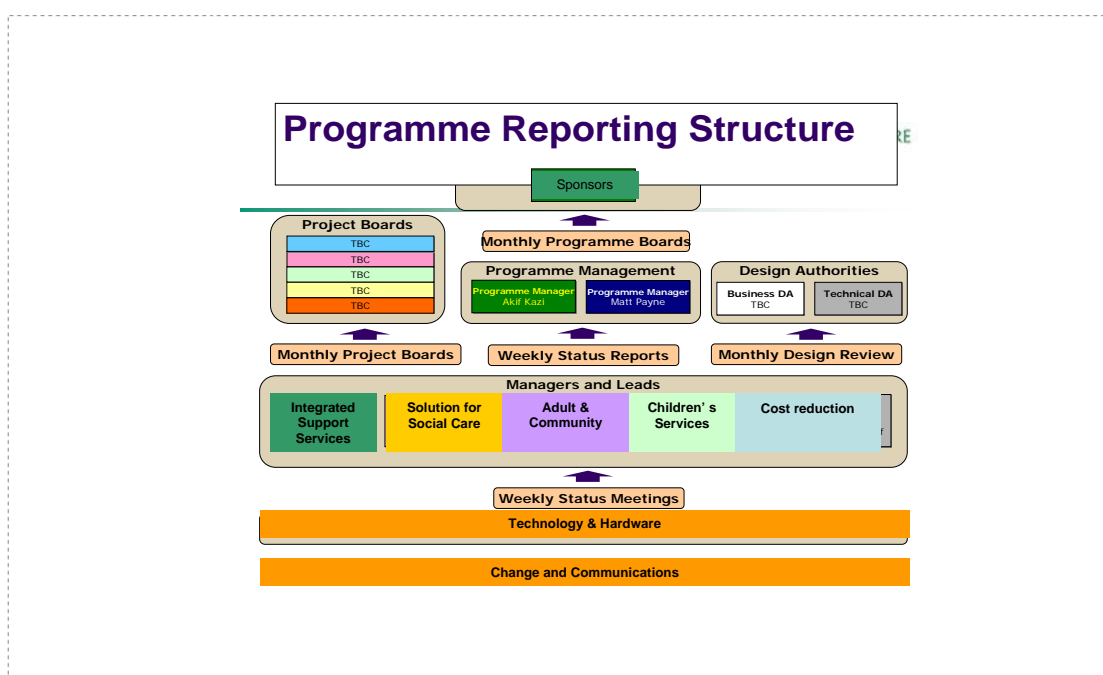 Programme Reporting Structure
RE
Sponsors
Project Boards
TBC
TBC
TBC
TBC
TBC
Monthly Programme Boards
Programme Management
Programme Manager
Akif Kazi
Programme Manager
Matt Payne
Design Authorities
Business DA
TBC
Technical DA
TBC
Monthly Project Boards
Weekly Status Reports
Monthly Design Review
Managers and Leads
Integrated
Support
Services
Solution for
Social Care
Adult &
Community
Children’ s
Services
Cost reduction
f
Weekly Status Meetings
Technology & Hardware
Change and Communications